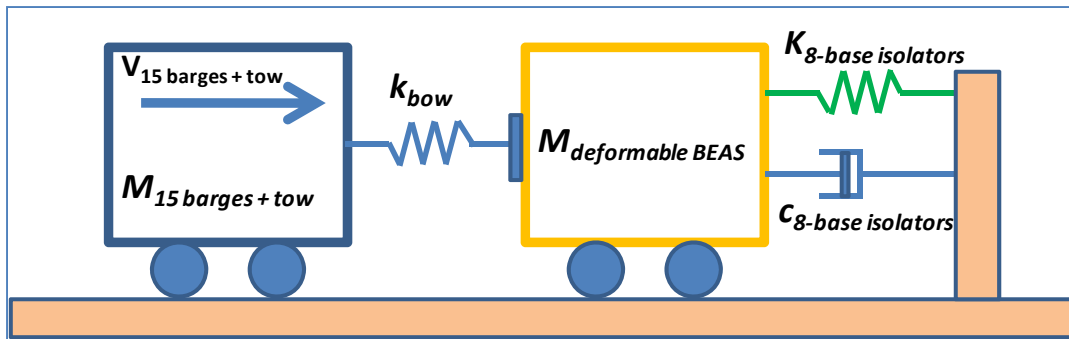 V15 barges + tow
kbow
K8-base isolators
Mdeformable BEAS
M15 barges + tow
c8-base isolators